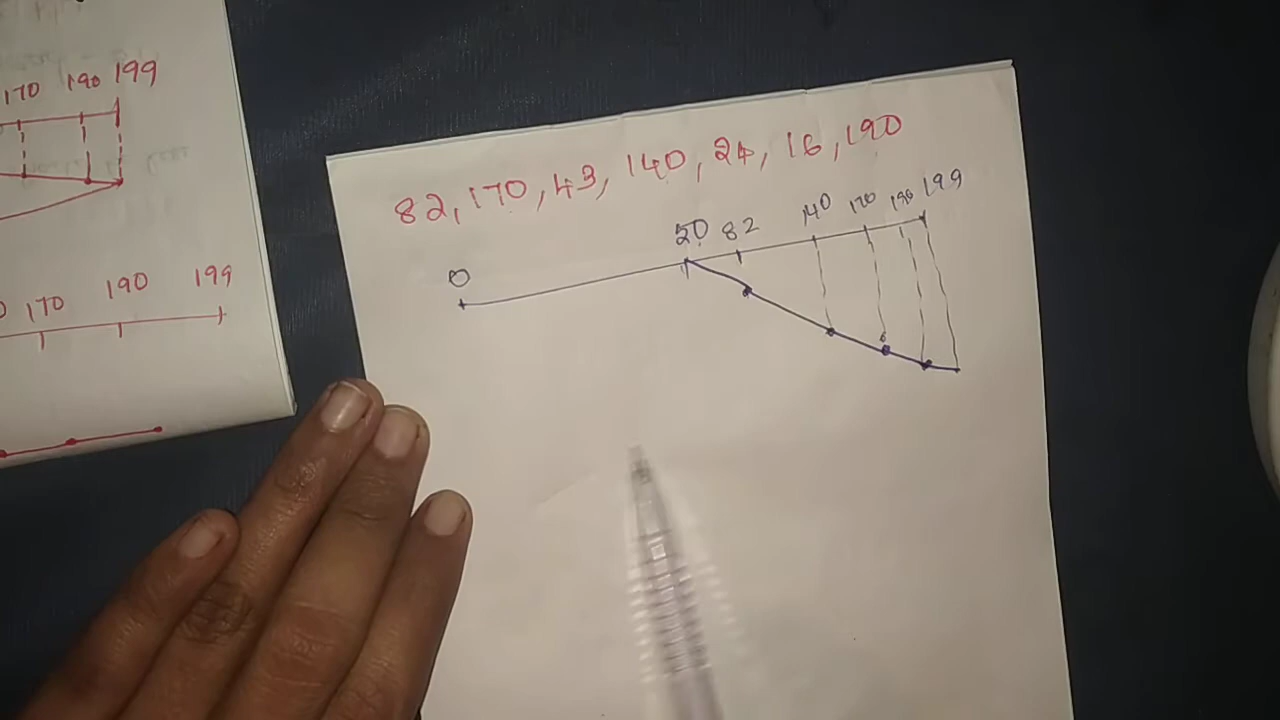 170 190 199
170 190 199
82, 170, 43, 140, 24, 16, 190
0 50 82 140 170 190 199